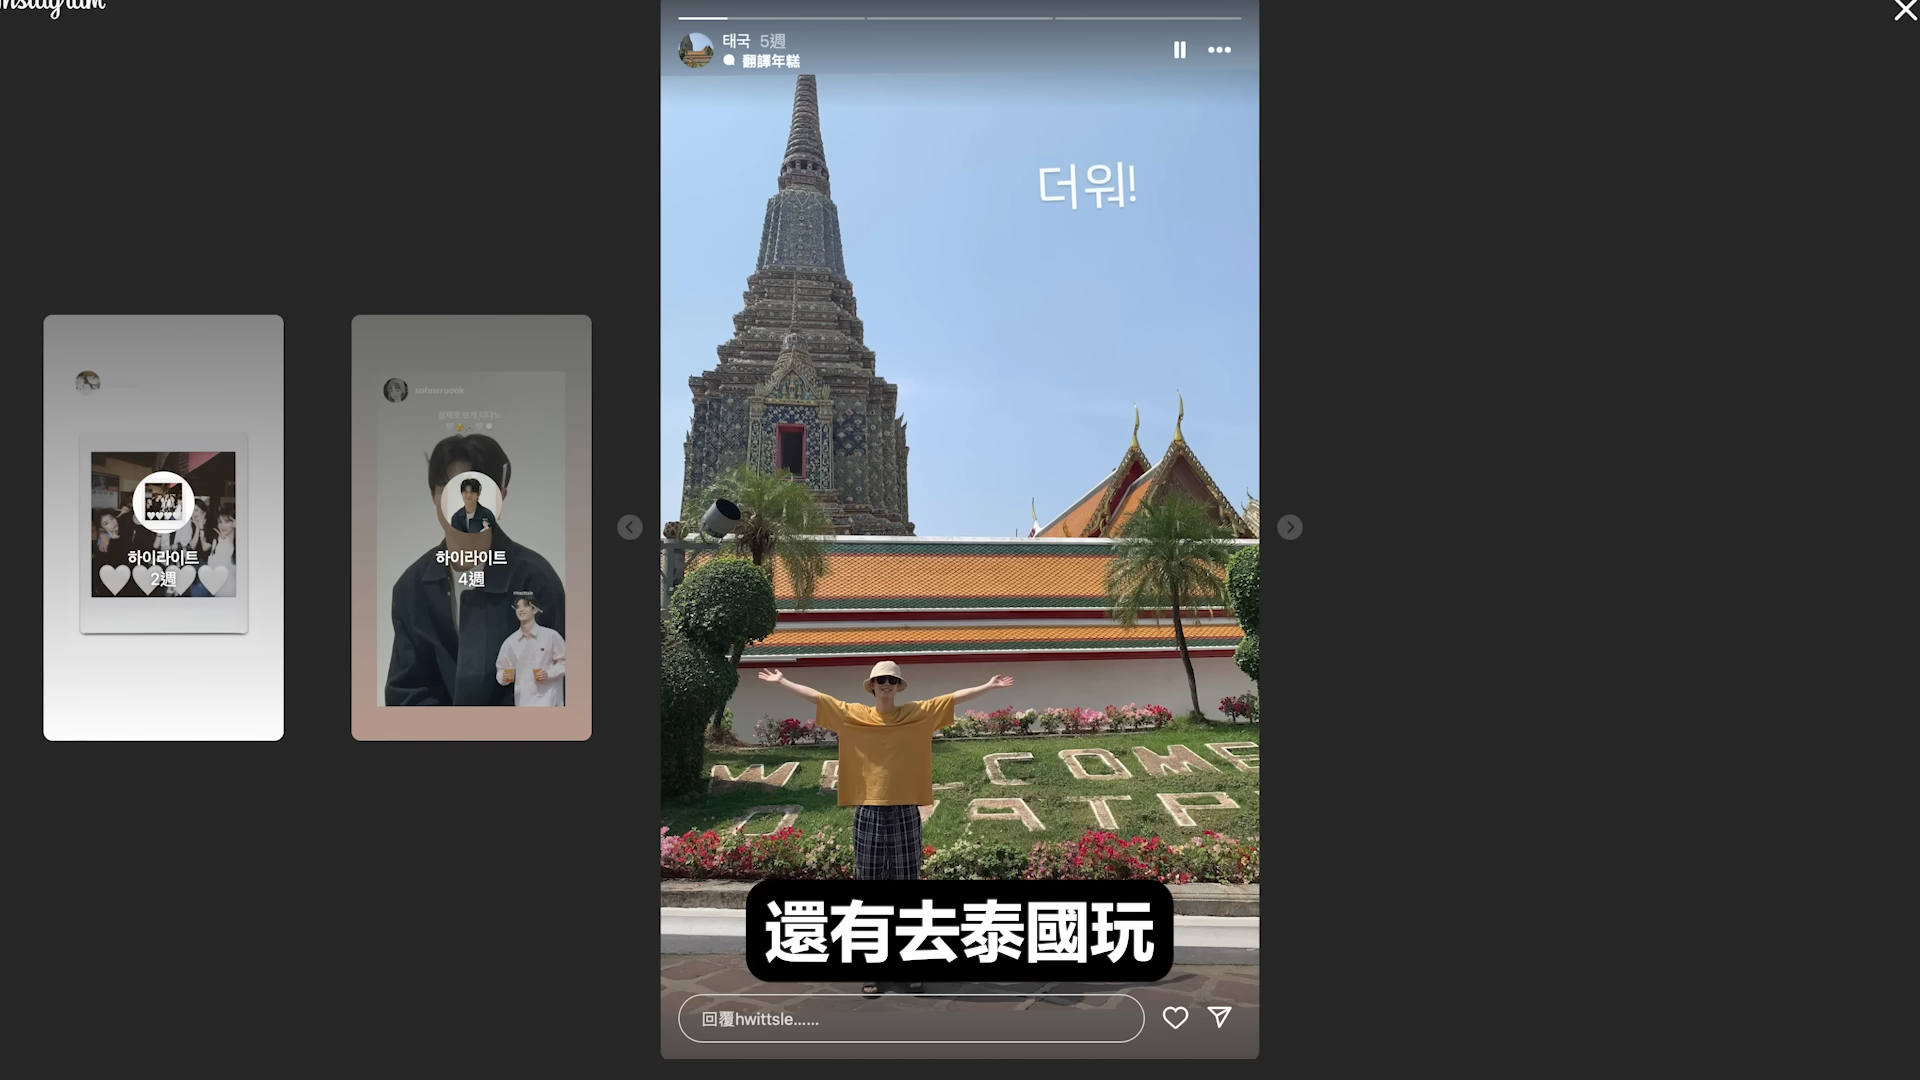 Instagram
태국 5週
翻譯年糕
더워!
sohnsruook
하이라이트
2週
하이라이트
4週
WELCOME
WATP
還有去泰國玩
回覆hwittsle......